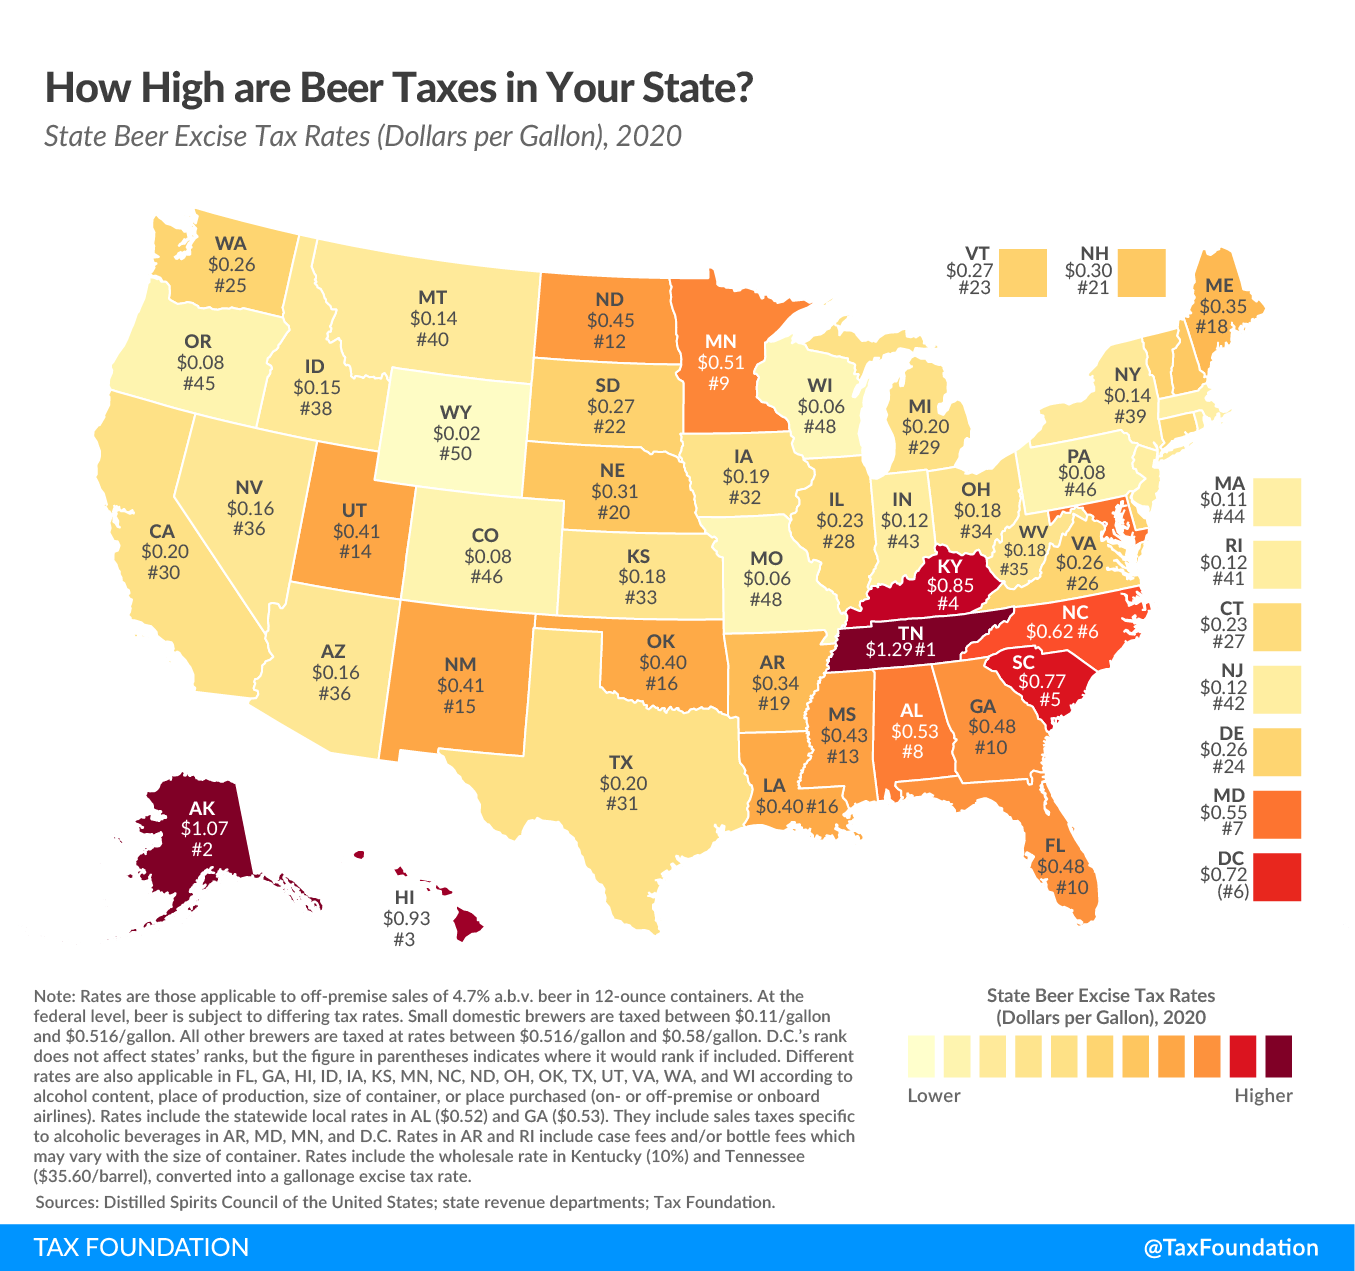 How High are Beer Taxes in Your State?
State Beer Excise Tax Rates (Dollars per Gallon), 2020
WA
$0.26
#25
OR
$0.08
#45
CA
$0.20
#30
NV
$0.16
#36
ID
$0.15
#38
MT
$0.14
#40
WY
$0.02
#50
UT
$0.41
#14
CO
$0.08
#46
AZ
$0.16
#36
NM
$0.41
#15
ND
$0.45
#12
SD
$0.27
#22
NE
$0.31
#20
KS
$0.18
#33
OK
$0.40
#16
TX
$0.20
#31
MN
$0.51
#9
IA
$0.19
#32
MO
$0.06
#48
AR
$0.34
#19
LA
$0.40 #16
WI
$0.06
#48
IL
$0.23
#28
MI
$0.20
#29
IN
$0.12
#43
OH
$0.18
#34
KY
$0.85
#4
TN
$1.29 #1
MS
$0.43
#13
AL
$0.53
#8
GA
$0.48
#10
FL
$0.48
#10
SC
$0.77
#5
NC
$0.62 #6
VA
$0.26
#26
WV
$0.18
#35
PA
$0.08
#46
NY
$0.14
#39
VT
$0.27
#23
NH
$0.30
#21
ME
$0.35
#18
MA
$0.11
#44
RI
$0.12
#41
CT
$0.23
#27
NJ
$0.12
#42
DE
$0.26
#24
MD
$0.55
#7
DC
$0.72
(#6)
AK
$1.07
#2
HI
$0.93
#3
Note: Rates are those applicable to off-premise sales of 4.7% a.b.v. beer in 12-ounce containers. At the
federal level, beer is subject to differing tax rates. Small domestic brewers are taxed between $0.11/gallon
and $0.516/gallon. All other brewers are taxed at rates between $0.516/gallon and $0.58/gallon. D.C.'s rank
does not affect states' ranks, but the figure in parentheses indicates where it would rank if included. Different
rates are also applicable in FL, GA, HI, ID, IA, KS, MN, NC, ND, OH, OK, TX, UT, VA, WA, and WI according to
alcohol content, place of production, size of container, or place purchased (on- or off-premise or onboard
airlines). Rates include the statewide local rates in AL ($0.52) and GA ($0.53). They include sales taxes specific
to alcoholic beverages in AR, MD, MN, and D.C. Rates in AR and RI include case fees and/or bottle fees which
may vary with the size of container. Rates include the wholesale rate in Kentucky (10%) and Tennessee
($35.60/barrel), converted into a gallonage excise tax rate.
Sources: Distilled Spirits Council of the United States; state revenue departments; Tax Foundation.
State Beer Excise Tax Rates
(Dollars per Gallon), 2020
Lower
Higher
TAX FOUNDATION
@TaxFoundation